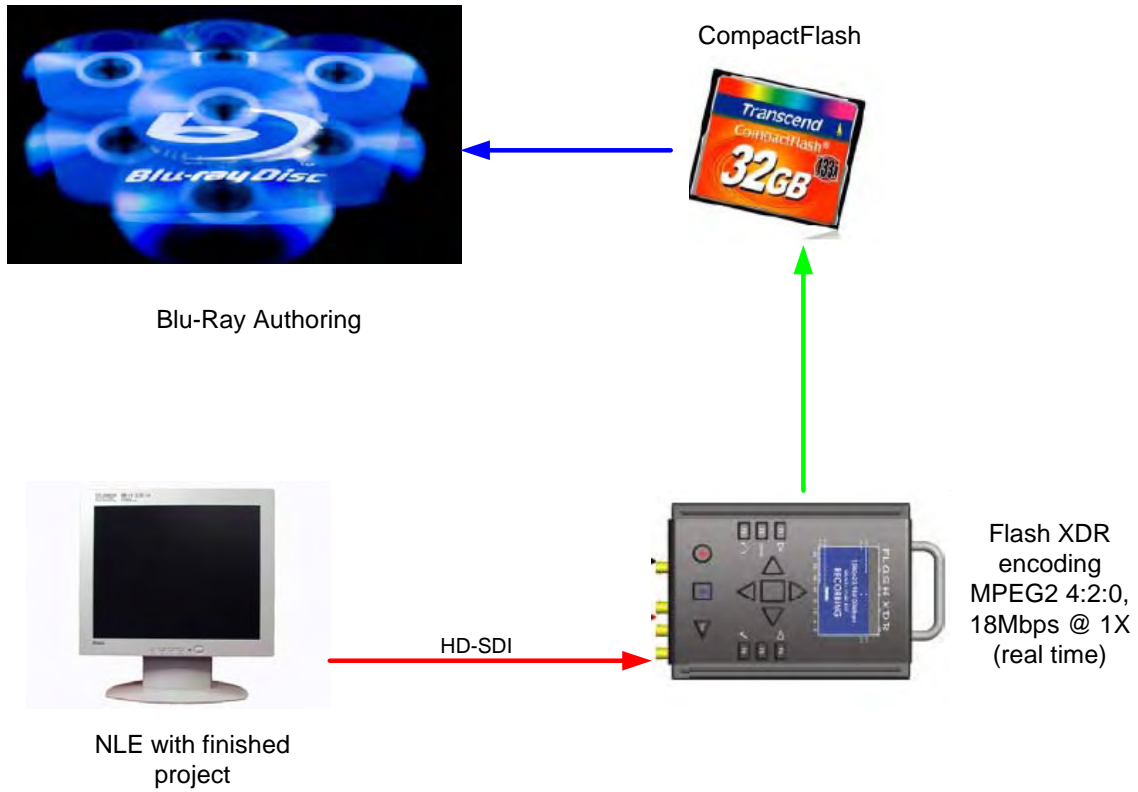 CompactFlash
Transcend
CompactFlash®
32GB
133X
Blu-ray Disc
Blu-Ray Authoring
FLASH XDR
RECORDING
Flash XDR
encoding
MPEG2 4:2:0,
18Mbps @ 1X
(real time)
HD-SDI
NLE with finished
project